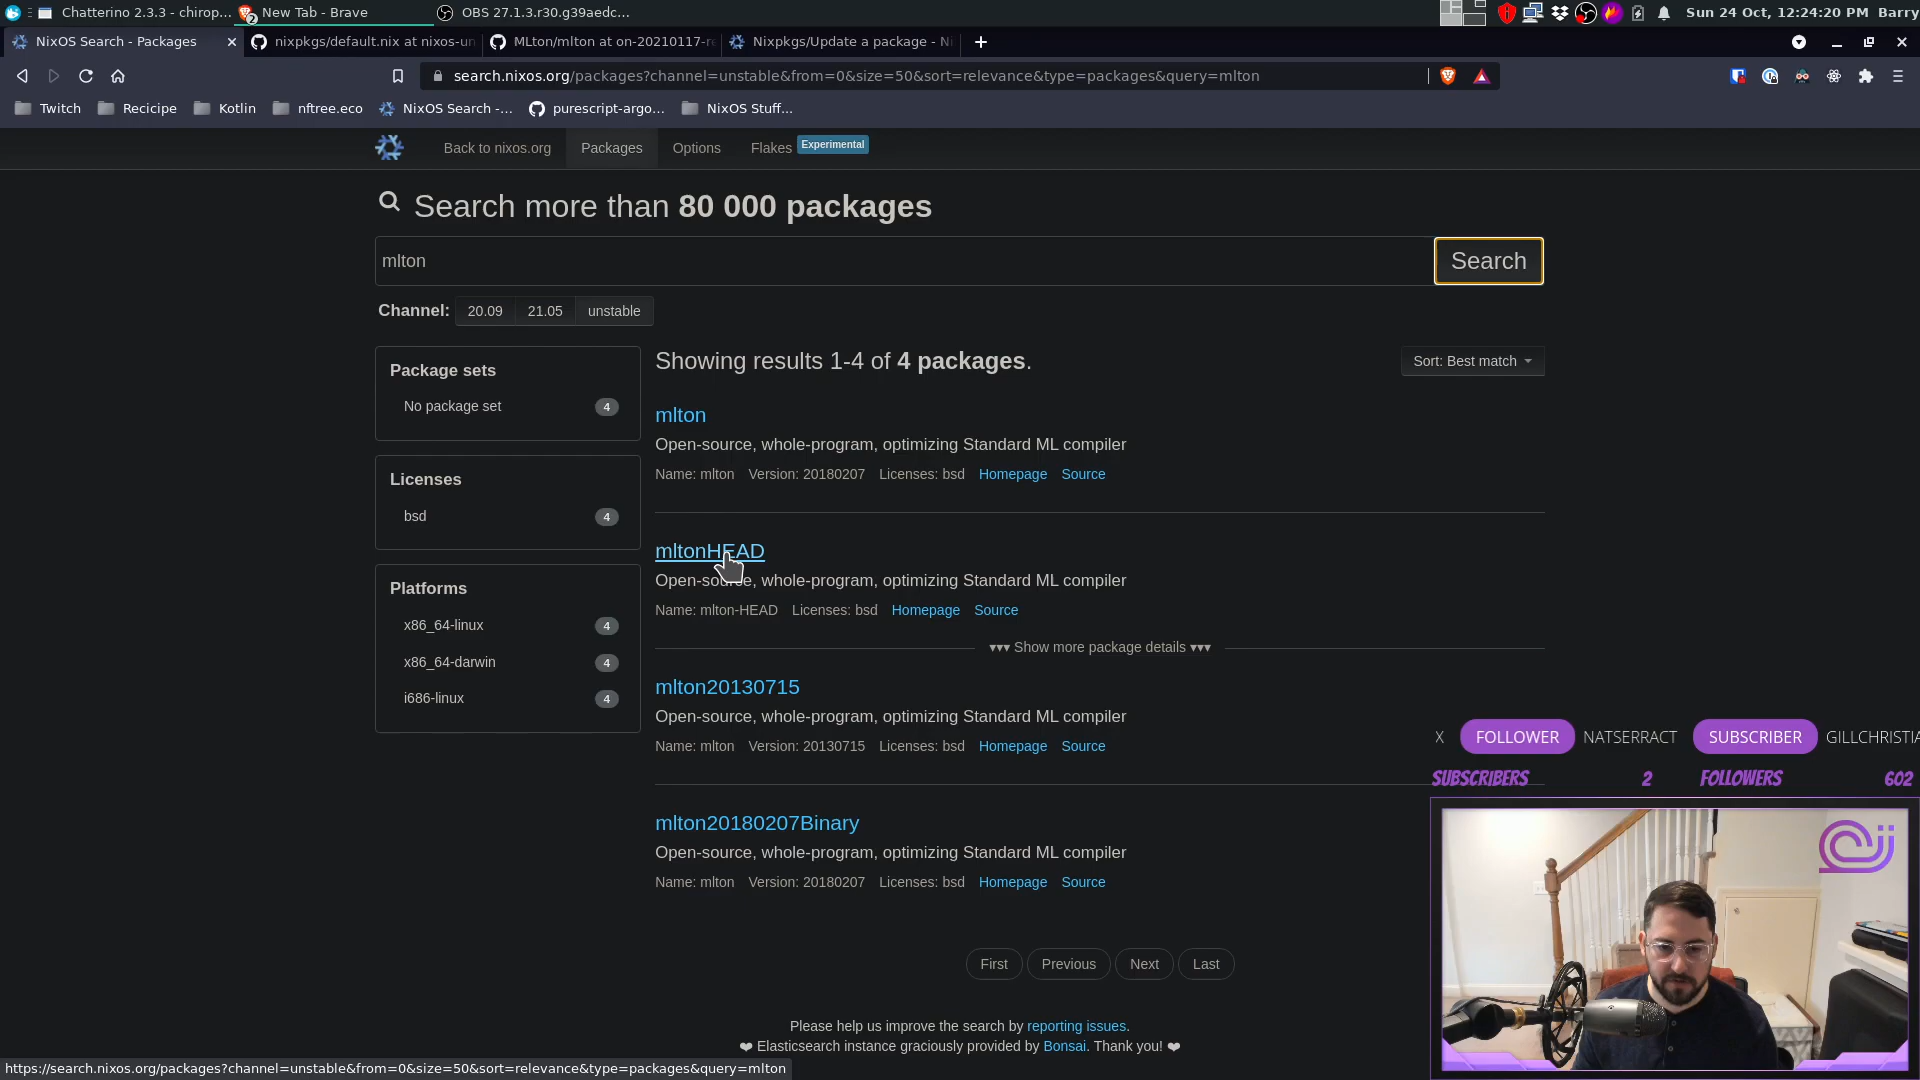 Chatterino 2.3.3 - chirop... 2 New Tab - Brave OBS 27.1.3.r30.g39aedc... Sun 24 Oct, 12:24:20 PM Barry
NixOS Search - Packages nixpkgs/default.nix at nixos-un MLton/mlton at on-20210117-re Nixpkgs/Update a package - Ni
search.nixos.org/packages?channel=unstable&from=0&size=50&sort=relevance&type=packages&query=mlton
Twitch Recicipe Kotlin nftree.eco NixOS Search -... purescript-argo... NixOS Stuff...
Back to nixos.org Packages Options Flakes Experimental
Search more than 80 000 packages
mlton Search
Channel: 20.09 21.05 unstable
Package sets
No package set 4
Licenses
bsd 4
Platforms
x86_64-linux 4
x86_64-darwin 4
i686-linux 4
Showing results 1-4 of 4 packages. Sort: Best match
mlton
Open-source, whole-program, optimizing Standard ML compiler
Name: mlton Version: 20180207 Licenses: bsd Homepage Source
mltonHEAD
Open-source, whole-program, optimizing Standard ML compiler
Name: mlton-HEAD Licenses: bsd Homepage Source
▾▾▾ Show more package details ▾▾▾
mlton20130715
Open-source, whole-program, optimizing Standard ML compiler
Name: mlton Version: 20130715 Licenses: bsd Homepage Source
mlton20180207Binary
Open-source, whole-program, optimizing Standard ML compiler
Name: mlton Version: 20180207 Licenses: bsd Homepage Source
First Previous Next Last
Please help us improve the search by reporting issues.
❤ Elasticsearch instance graciously provided by Bonsai. Thank you! ❤
X FOLLOWER NATSERRACT SUBSCRIBER GILLCHRISTIA
SUBSCRIBERS 2 FOLLOWERS 602
https://search.nixos.org/packages?channel=unstable&from=0&size=50&sort=relevance&type=packages&query=mlton